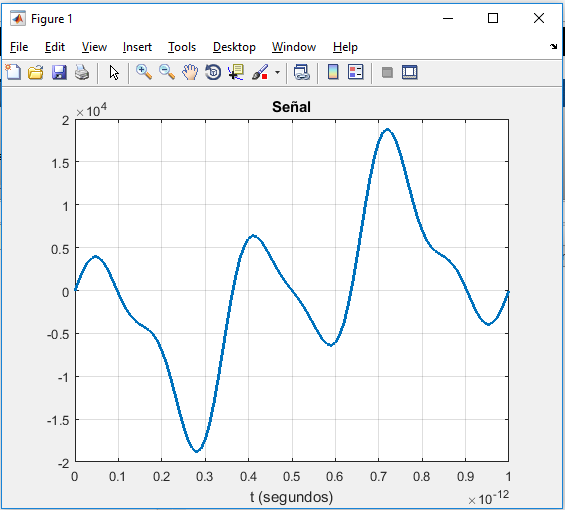 Figure 1
File Edit View Insert Tools Desktop Window Help
Señal
×10⁴
2
1.5
1
0.5
0
-0.5
-1
-1.5
-2
0 0.1 0.2 0.3 0.4 0.5 0.6 0.7 0.8 0.9 1
t (segundos)
×10⁻¹²